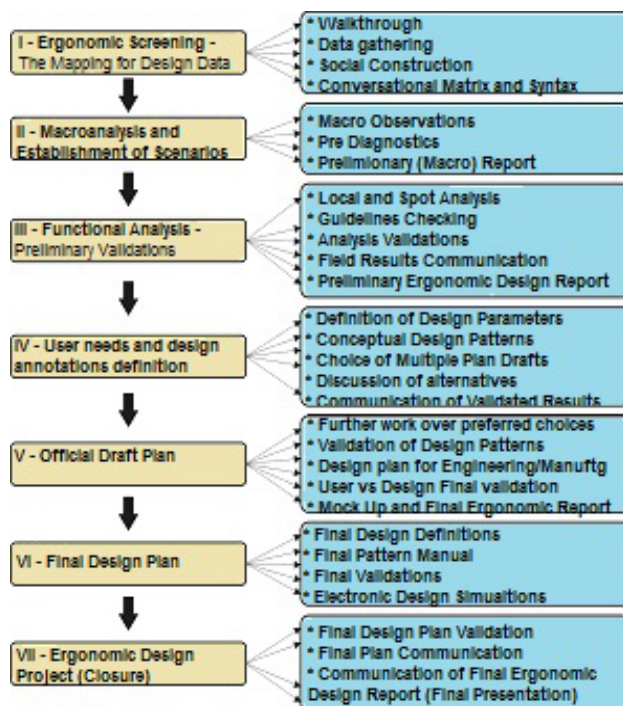 I - Ergonomic Screening -
The Mapping for Design Data
* Walkthrough
* Data gathering
* Social Construction
* Conversational Matrix and Syntax
II - Macroanalysis and
Establishment of Scenarios
* Macro Observations
* Pre Diagnostics
* Prelimionary (Macro) Report
III - Functional Analysis -
Preliminary Validations
* Local and Spot Analysis
* Guidelines Checking
* Analysis Validations
* Field Results Communication
* Preliminary Ergonomic Design Report
IV - User needs and design
annotations definition
* Definition of Design Parameters
* Conceptual Design Patterns
* Choice of Multiple Plan Drafts
* Discussion of alternatives
* Communication of Validated Results
V - Official Draft Plan
* Further work over preferred choices
* Validation of Design Patterns
* Design plan for Engineering/Manuftg
* User vs Design Final validation
* Mock Up and Final Ergonomic Report
VI - Final Design Plan
* Final Design Definitions
* Final Pattern Manual
* Final Validations
* Electronic Design Simualtions
VII - Ergonomic Design
Project (Closure)
* Final Design Plan Validation
* Final Plan Communication
* Communication of Final Ergonomic
Design Report (Final Presentation)